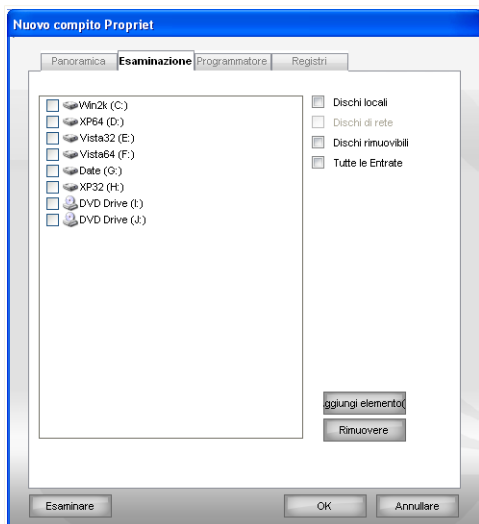 Nuovo compito Propriet
Panoramica Esaminazione Programmatore Registri
Win2k (C:)
XP64 (D:)
Vista32 (E:)
Vista64 (F:)
Date (G:)
XP32 (H:)
DVD Drive (I:)
DVD Drive (J:)
Dischi locali
Dischi di rete
Dischi rimuovibili
Tutte le Entrate
ggiungi elemento(
Rimuovere
Esaminare OK Annullare